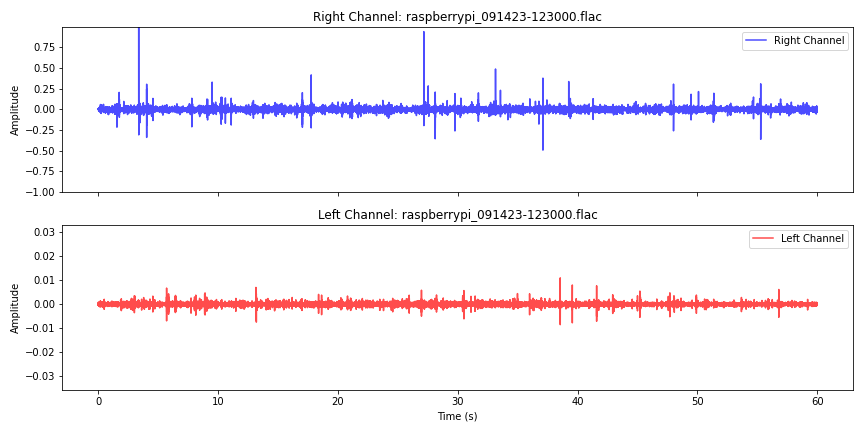 Right Channel: raspberrypi_091423-123000.flac
Right Channel
Amplitude
0.75
0.50
0.25
0.00
−0.25
−0.50
−0.75
−1.00
Left Channel: raspberrypi_091423-123000.flac
Left Channel
Amplitude
0.03
0.02
0.01
0.00
−0.01
−0.02
−0.03
0 10 20 30 40 50 60
Time (s)